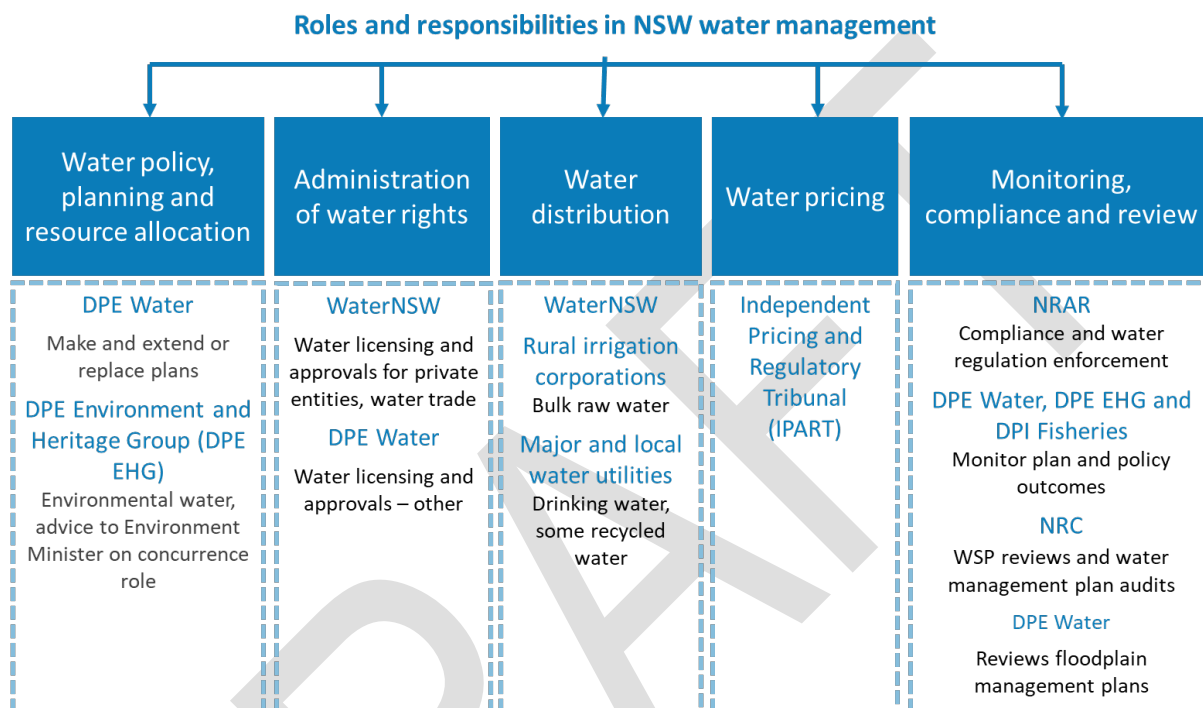 Roles and responsibilities in NSW water management
Water policy,
planning and
resource allocation
Administration
of water rights
Water
distribution
Water pricing
Monitoring,
compliance and review
DPE Water
Make and extend or
replace plans
DPE Environment and
Heritage Group (DPE
EHG)
Environmental water,
advice to Environment
Minister on concurrence
role
WaterNSW
Water licensing and
approvals for private
entities, water trade
DPE Water
Water licensing and
approvals – other
WaterNSW
Rural irrigation
corporations
Bulk raw water
Major and local
water utilities
Drinking water,
some recycled
water
Independent
Pricing and
Regulatory
Tribunal
(IPART)
NRAR
Compliance and water
regulation enforcement
DPE Water, DPE EHG and
DPI Fisheries
Monitor plan and policy
outcomes
NRC
WSP reviews and water
management plan audits
DPE Water
Reviews floodplain
management plans
DRAFT